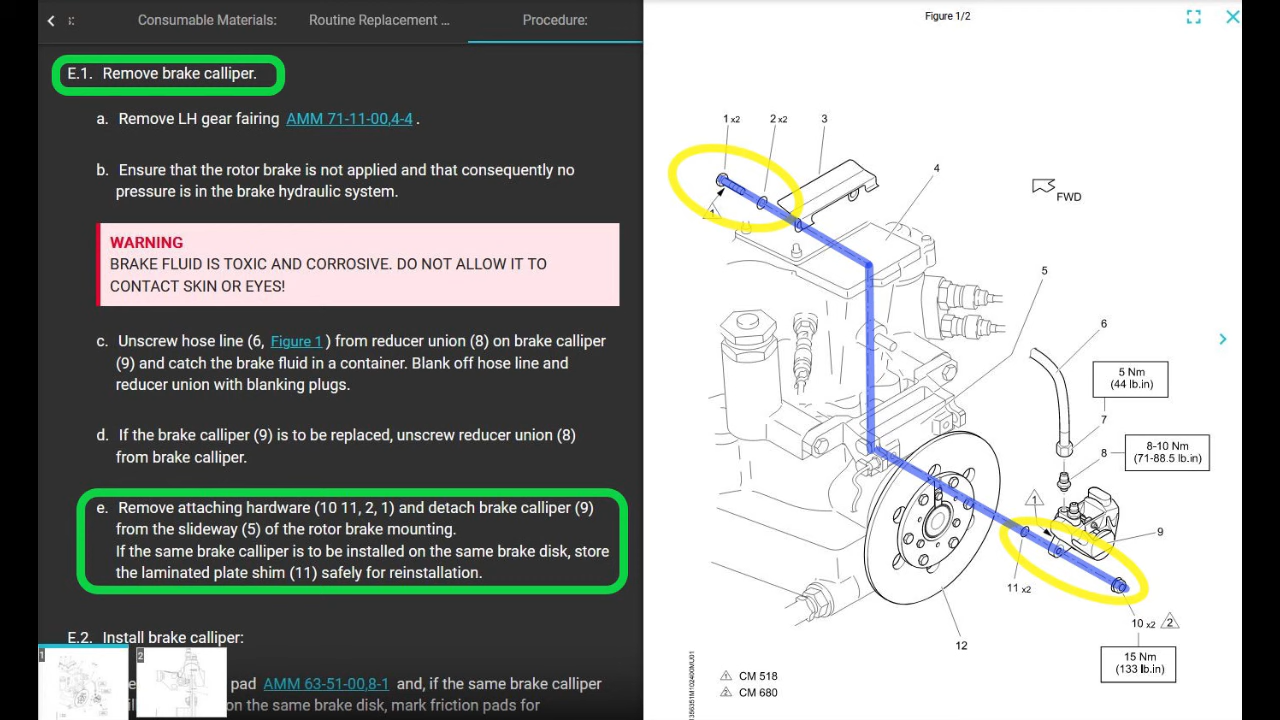 :
Consumable Materials:
Routine Replacement ...
Procedure:
E.1. Remove brake calliper.
a. Remove LH gear fairing AMM 71-11-00,4-4 .
b. Ensure that the rotor brake is not applied and that consequently no
pressure is in the brake hydraulic system.
WARNING
BRAKE FLUID IS TOXIC AND CORROSIVE. DO NOT ALLOW IT TO
CONTACT SKIN OR EYES!
c. Unscrew hose line (6, Figure 1 ) from reducer union (8) on brake calliper
(9) and catch the brake fluid in a container. Blank off hose line and
reducer union with blanking plugs.
d. If the brake calliper (9) is to be replaced, unscrew reducer union (8)
from brake calliper.
e. Remove attaching hardware (10 11, 2, 1) and detach brake calliper (9)
from the slideway (5) of the rotor brake mounting.
If the same brake calliper is to be installed on the same brake disk, store
the laminated plate shim (11) safely for reinstallation.
E.2. Install brake calliper:
pad AMM 63-51-00,8-1 and, if the same brake calliper
on the same brake disk, mark friction pads for
1
2
Figure 1/2
1 x2
2 x2
3
4
FWD
1
5
6
5 Nm
(44 lb.in)
7
8-10 Nm
(71-88.5 lb.in)
8
1
9
11 x2
10 x2 2
12
15 Nm
(133 lb.in)
1 CM 518
2 CM 680